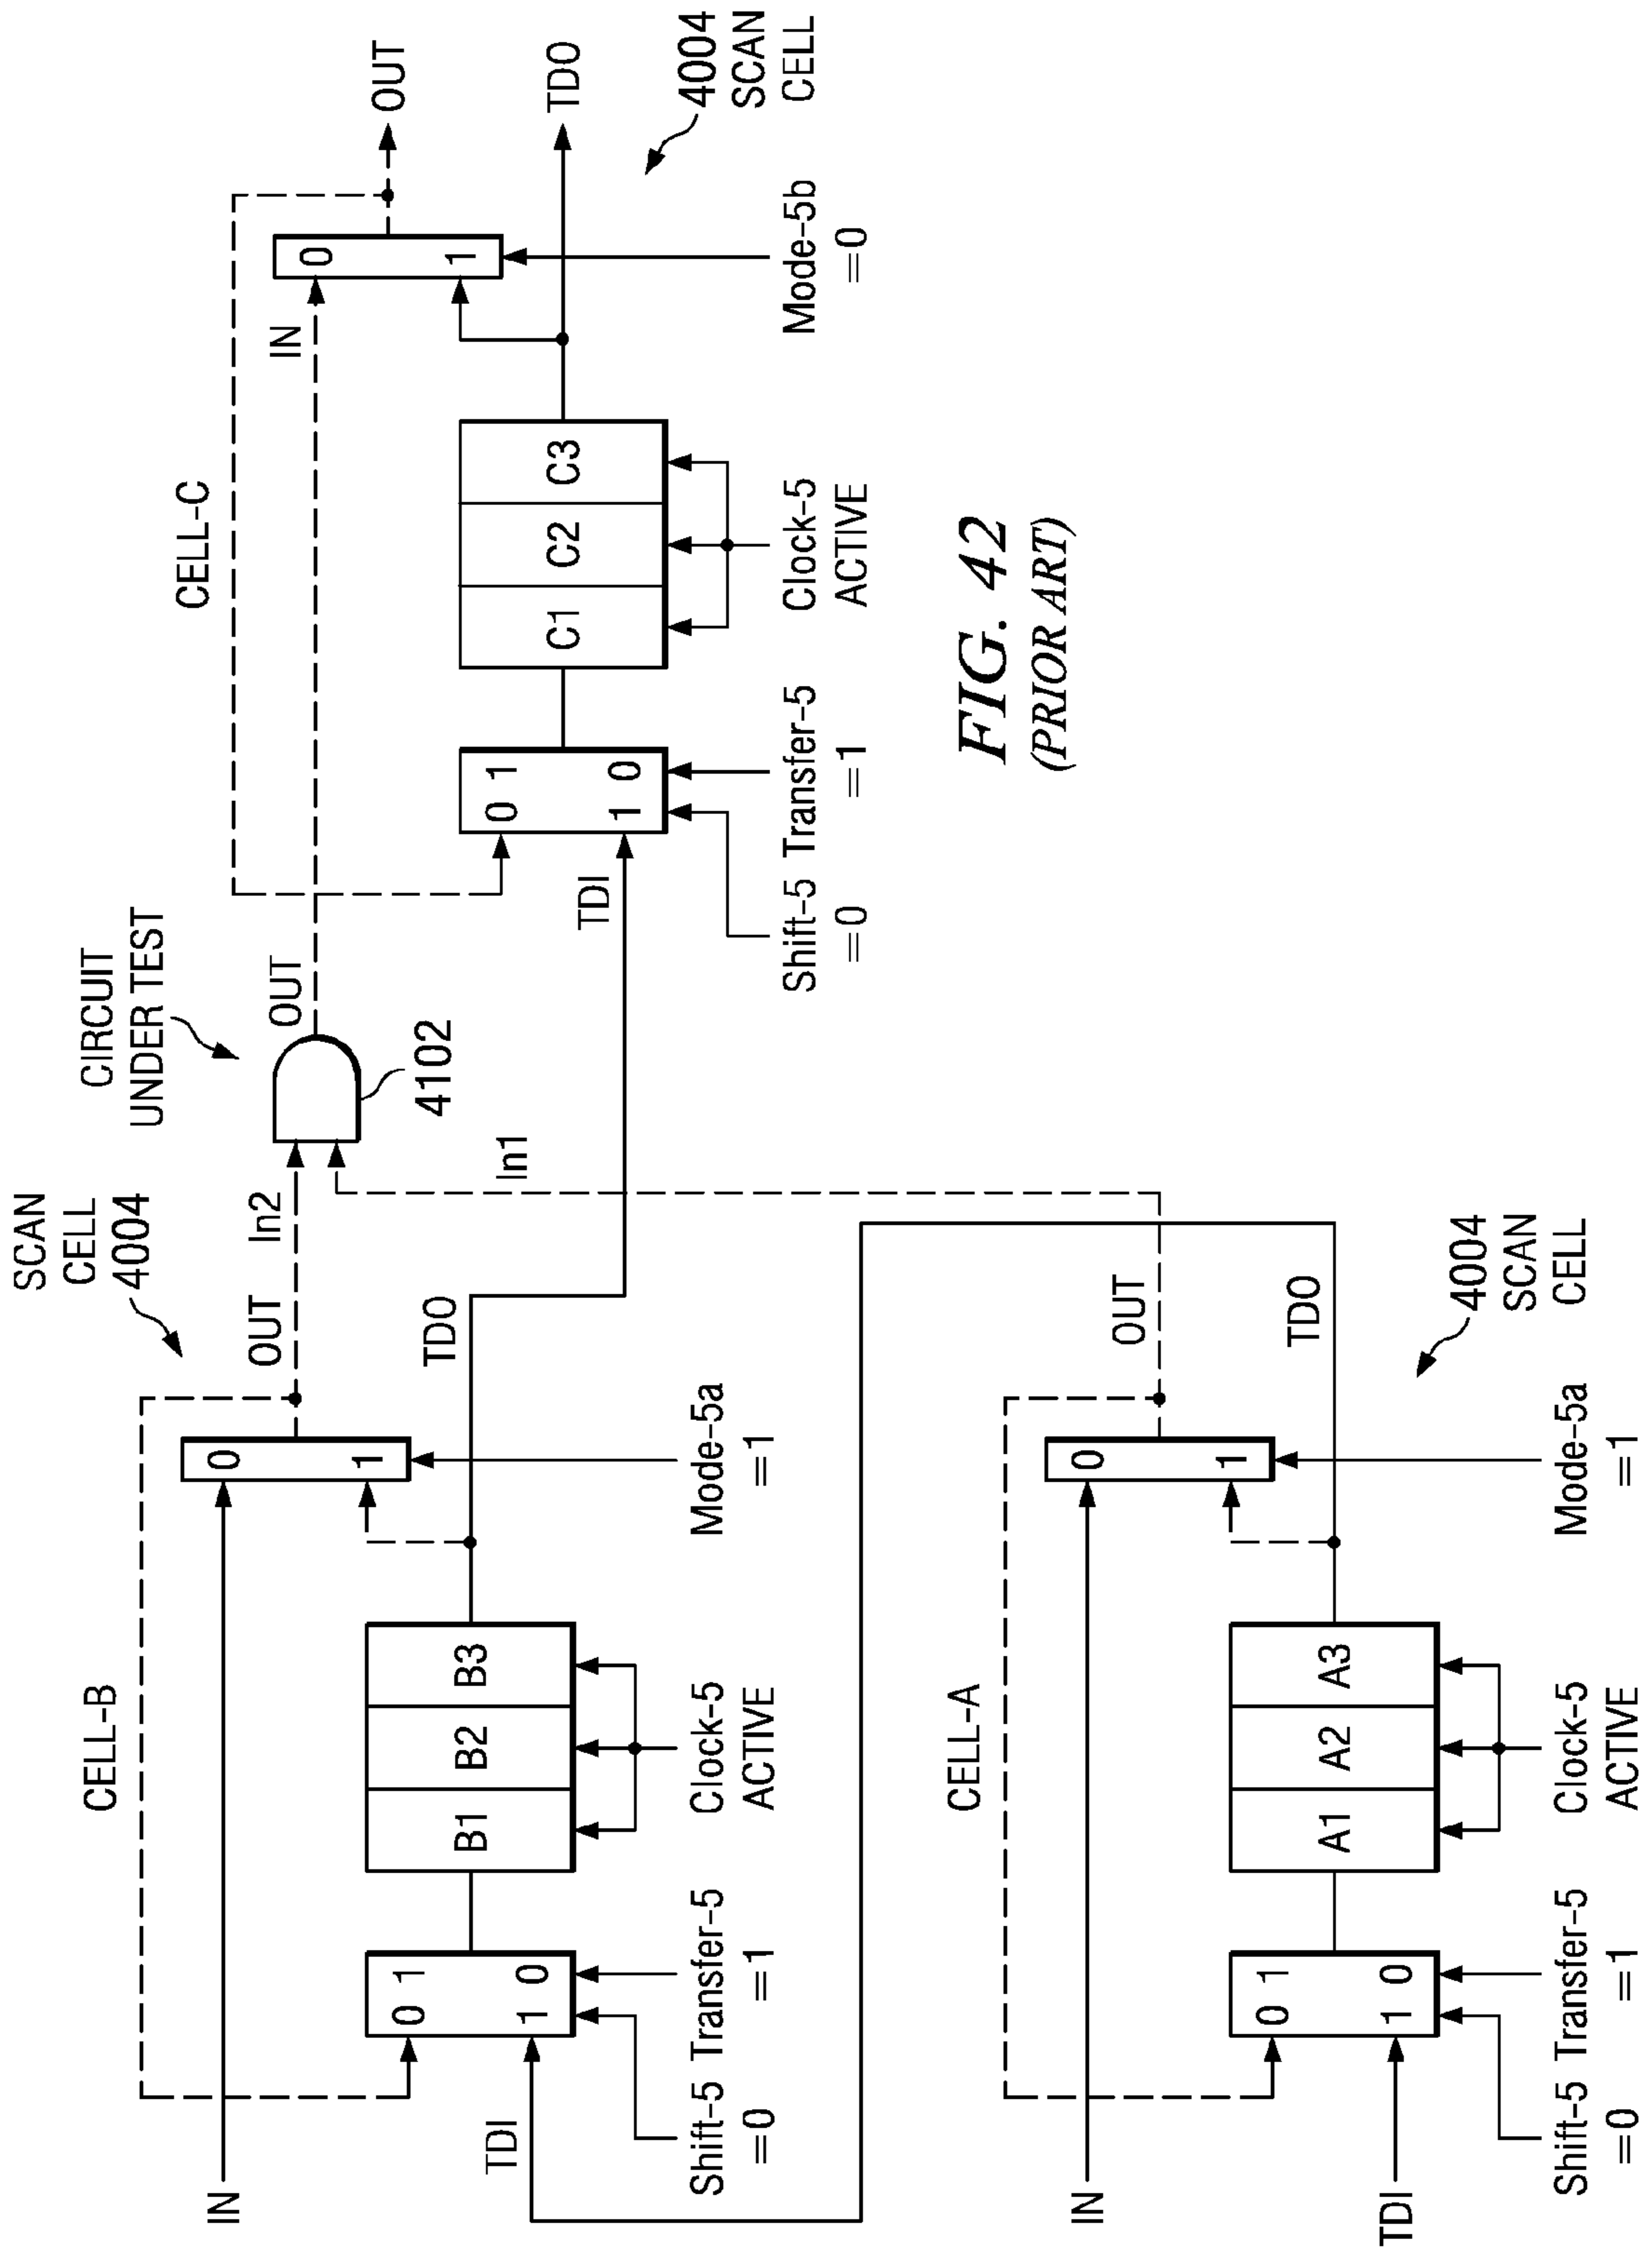 SCAN
CELL
4004
CIRCUIT
UNDER TEST
CELL-B
CELL-C
IN
0
1
OUT
In2
OUT
IN
0
1
OUT
4102
In1
TDI
0 1
1 0
B1
B2
B3
TDO
TDI
0 1
1 0
C1
C2
C3
TDO
4004
SCAN
CELL
Shift-5
=0
Transfer-5
=1
Clock-5
ACTIVE
Mode-5a
=1
Shift-5
=0
Transfer-5
=1
Clock-5
ACTIVE
Mode-5b
=0
CELL-A
IN
0
1
OUT
TDI
0 1
1 0
A1
A2
A3
TDO
4004
SCAN
CELL
Shift-5
=0
Transfer-5
=1
Clock-5
ACTIVE
Mode-5a
=1
FIG. 42
(PRIOR ART)